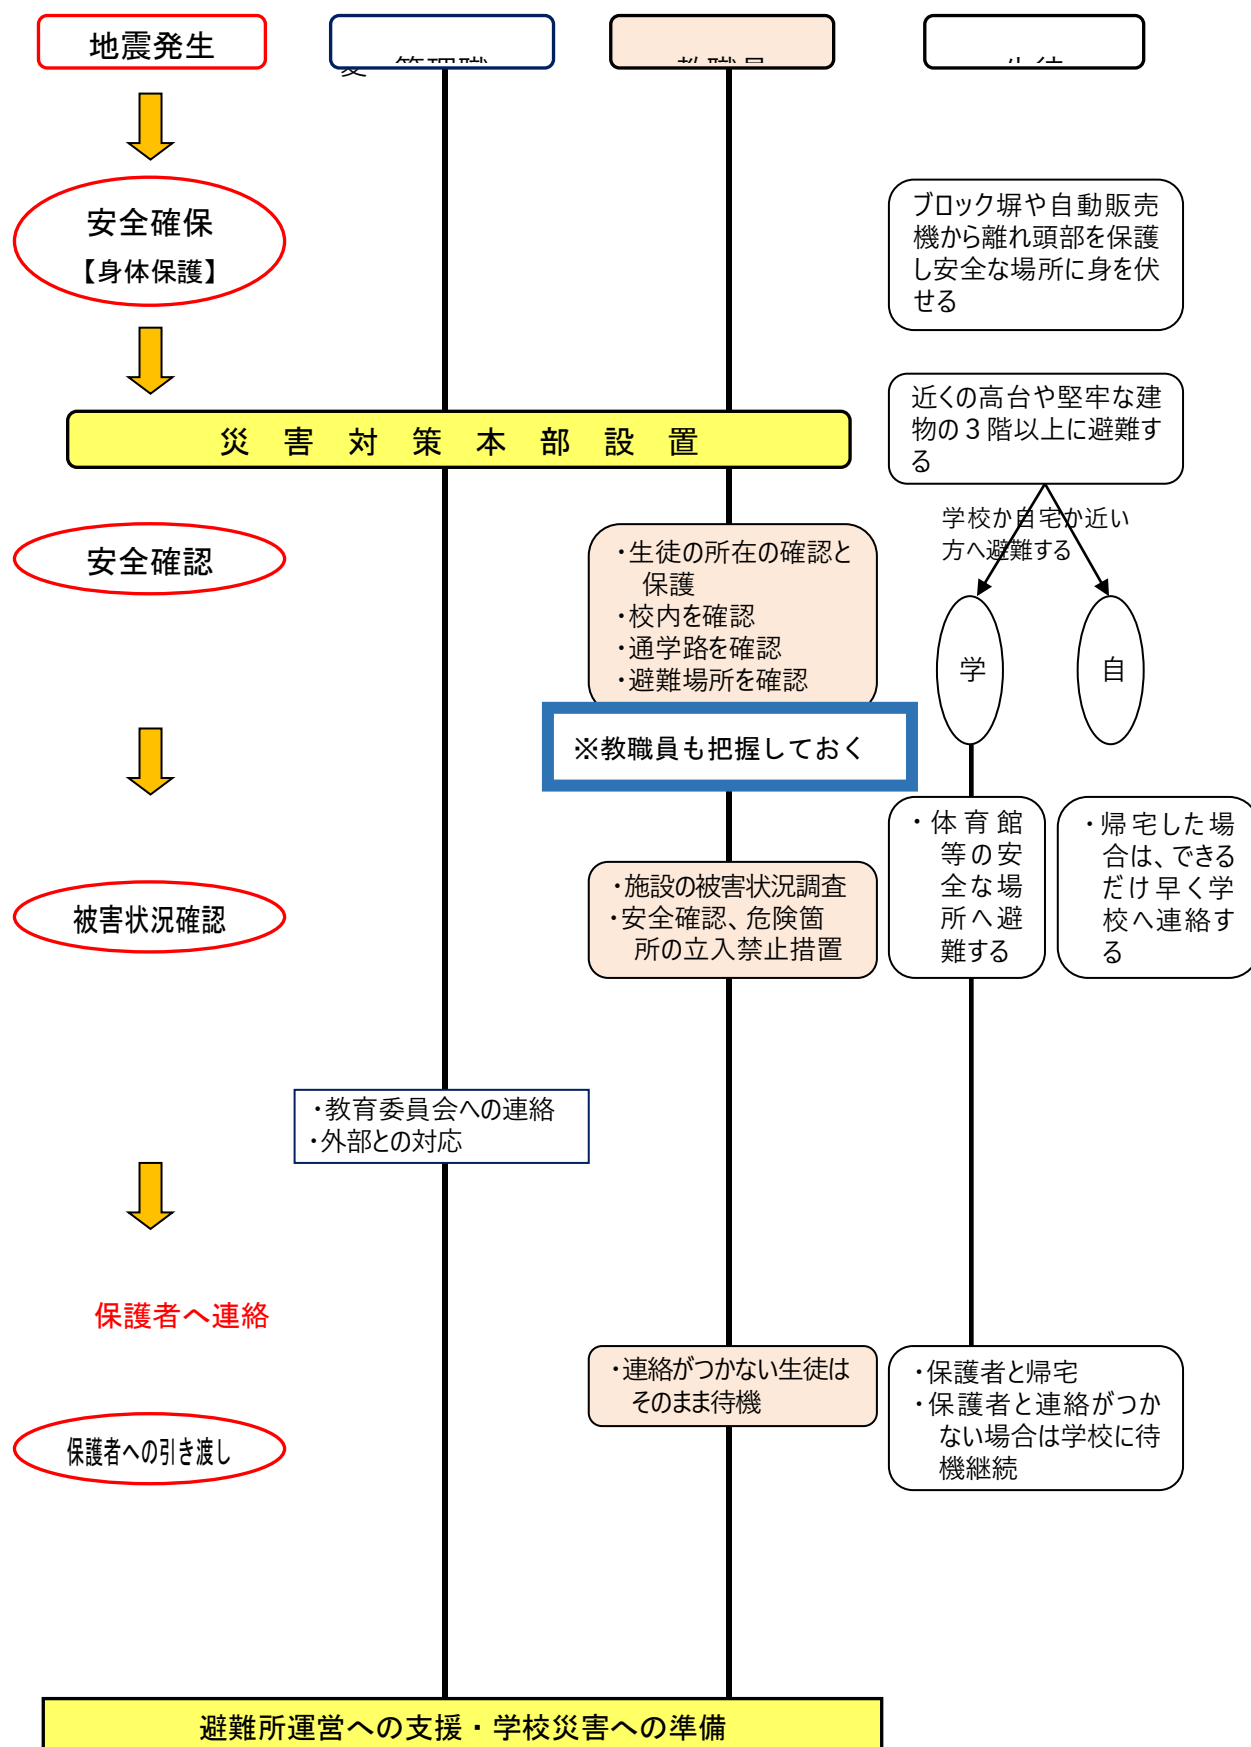 地震発生
管理職
教職員
生徒
安全確保
【身体保護】
ブロック塀や自動販売
機から離れ頭部を保護
し安全な場所に身を伏
せる
近くの高台や堅牢な建
物の３階以上に避難す
る
災害対策本部設置
学校か自宅か近い
方へ避難する
安全確認
・生徒の所在の確認と
保護
・校内を確認
・通学路を確認
・避難場所を確認
学
自
※教職員も把握しておく
・体育館
等の安
全な場
所へ避
難する
・帰宅した場
合は、できる
だけ早く学
校へ連絡す
る
被害状況確認
・施設の被害状況調査
・安全確認、危険箇
所の立入禁止措置
・教育委員会への連絡
・外部との対応
保護者へ連絡
・連絡がつかない生徒は
そのまま待機
・保護者と帰宅
・保護者と連絡がつか
ない場合は学校に待
機継続
保護者への引き渡し
避難所運営への支援・学校災害への準備